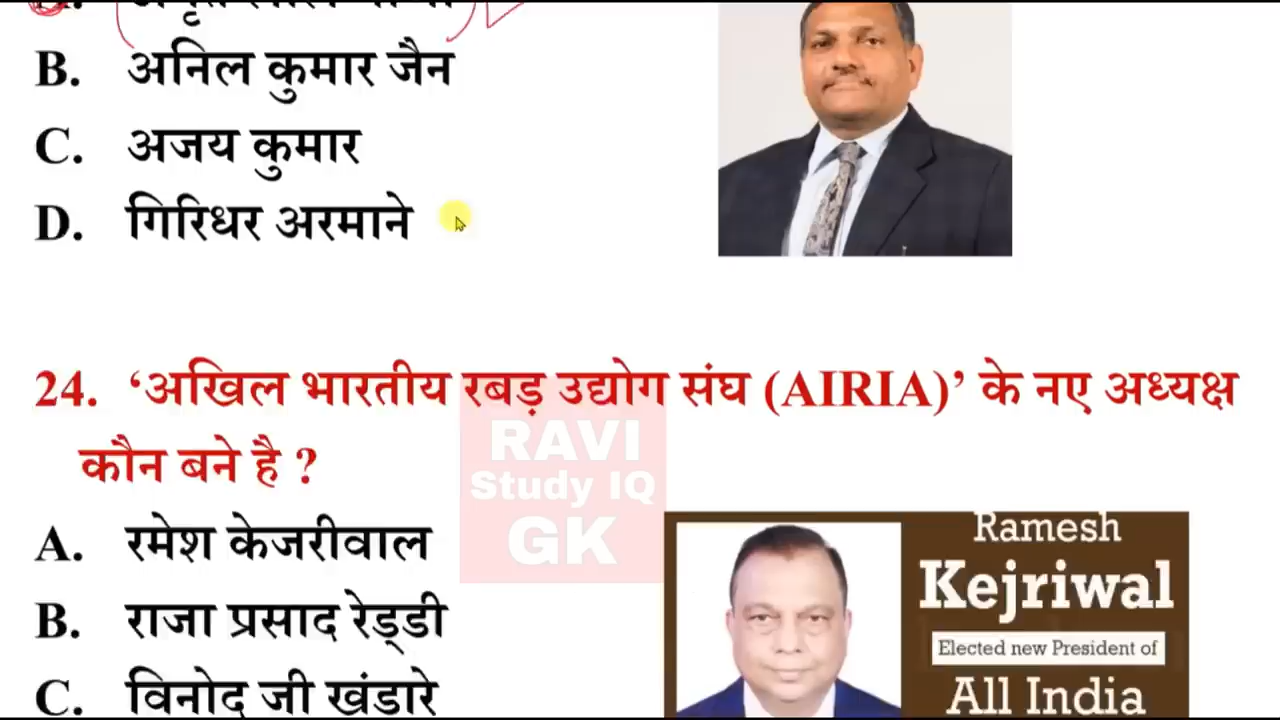 B. अनिल कुमार जैन
C. अजय कुमार
D. गिरिधर अरमाने
24. ‘अखिल भारतीय रबड़ उद्योग संघ (AIRIA)’ के नए अध्यक्ष
कौन बने है ?
RAVI
Study IQ
GK
A. रमेश केजरीवाल
B. राजा प्रसाद रेड्डी
C. विनोद जी खंडारे
Ramesh
Kejriwal
Elected new President of
All India